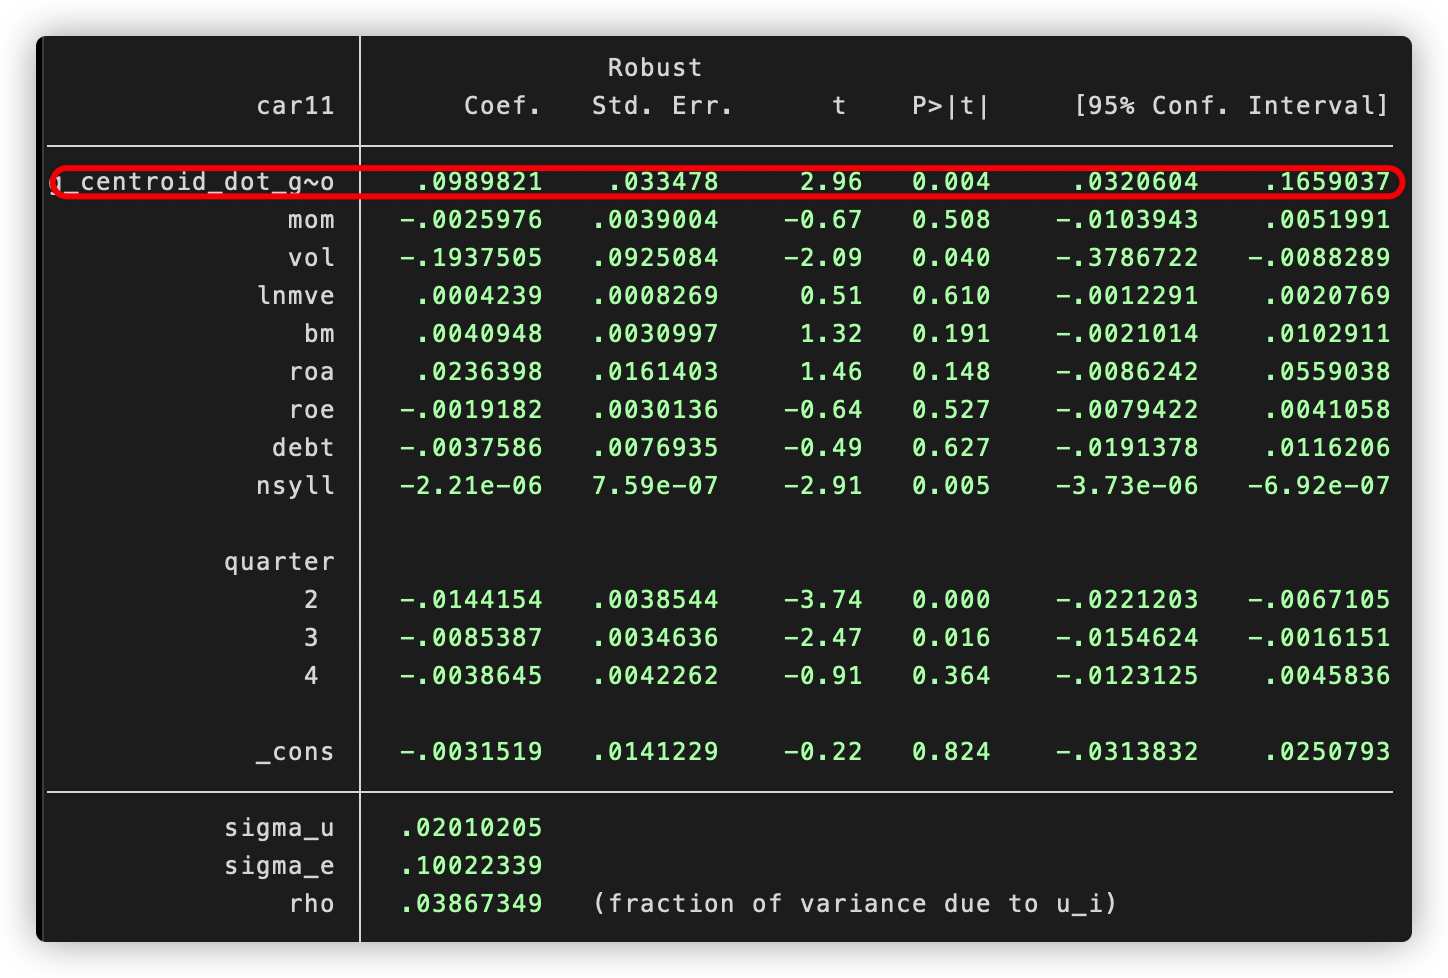 Robust
car11 Coef. Std. Err. t P>|t| [95% Conf. Interval]
g_centroid_dot_g~o .0989821 .033478 2.96 0.004 .0320604 .1659037
mom -.0025976 .0039004 -0.67 0.508 -.0103943 .0051991
vol -.1937505 .0925084 -2.09 0.040 -.3786722 -.0088289
lnmve .0004239 .0008269 0.51 0.610 -.0012291 .0020769
bm .0040948 .0030997 1.32 0.191 -.0021014 .0102911
roa .0236398 .0161403 1.46 0.148 -.0086242 .0559038
roe -.0019182 .0030136 -0.64 0.527 -.0079422 .0041058
debt -.0037586 .0076935 -0.49 0.627 -.0191378 .0116206
nsyll -2.21e-06 7.59e-07 -2.91 0.005 -3.73e-06 -6.92e-07
quarter
2 -.0144154 .0038544 -3.74 0.000 -.0221203 -.0067105
3 -.0085387 .0034636 -2.47 0.016 -.0154624 -.0016151
4 -.0038645 .0042262 -0.91 0.364 -.0123125 .0045836
_cons -.0031519 .0141229 -0.22 0.824 -.0313832 .0250793
sigma_u .02010205
sigma_e .10022339
rho .03867349 (fraction of variance due to u_i)